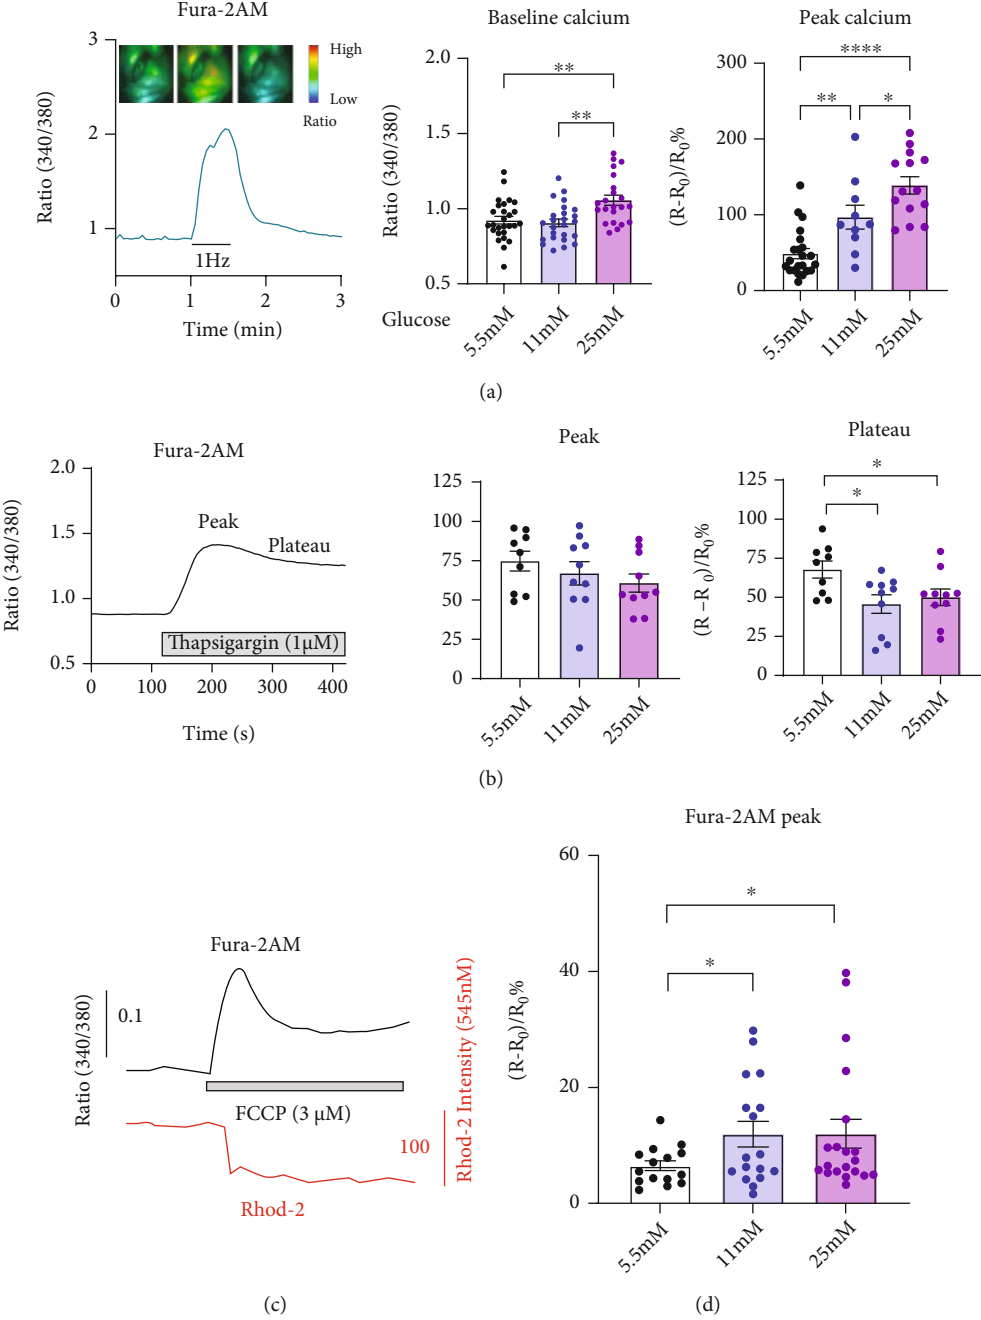 Fura-2AM
Ratio (340/380)
3
2
1
High
Low
Ratio
1Hz
0
1
2
3
Time (min)
Baseline calcium
Ratio (340/380)
2.0
1.5
1.0
0.5
**
**
Glucose
5.5mM
11mM
25mM
Peak calcium
(R-R0)/R0%
300
200
100
0
****
**
*
5.5mM
11mM
25mM
(a)
Fura-2AM
Ratio (340/380)
2.0
1.5
1.0
0.5
Peak
Plateau
Thapsigargin (1μM)
0
100
200
300
400
Time (s)
Peak
125
100
75
50
25
0
5.5mM
11mM
25mM
Plateau
(R –R 0)/R0%
125
100
75
50
25
0
*
*
5.5mM
11mM
25mM
(b)
Fura-2AM
Ratio (340/380)
0.1
FCCP (3 μM)
100
Rhod-2 Intensity (545nM)
Rhod-2
(c)
Fura-2AM peak
(R-R0)/R0%
60
40
20
0
*
*
5.5mM
11mM
25mM
(d)